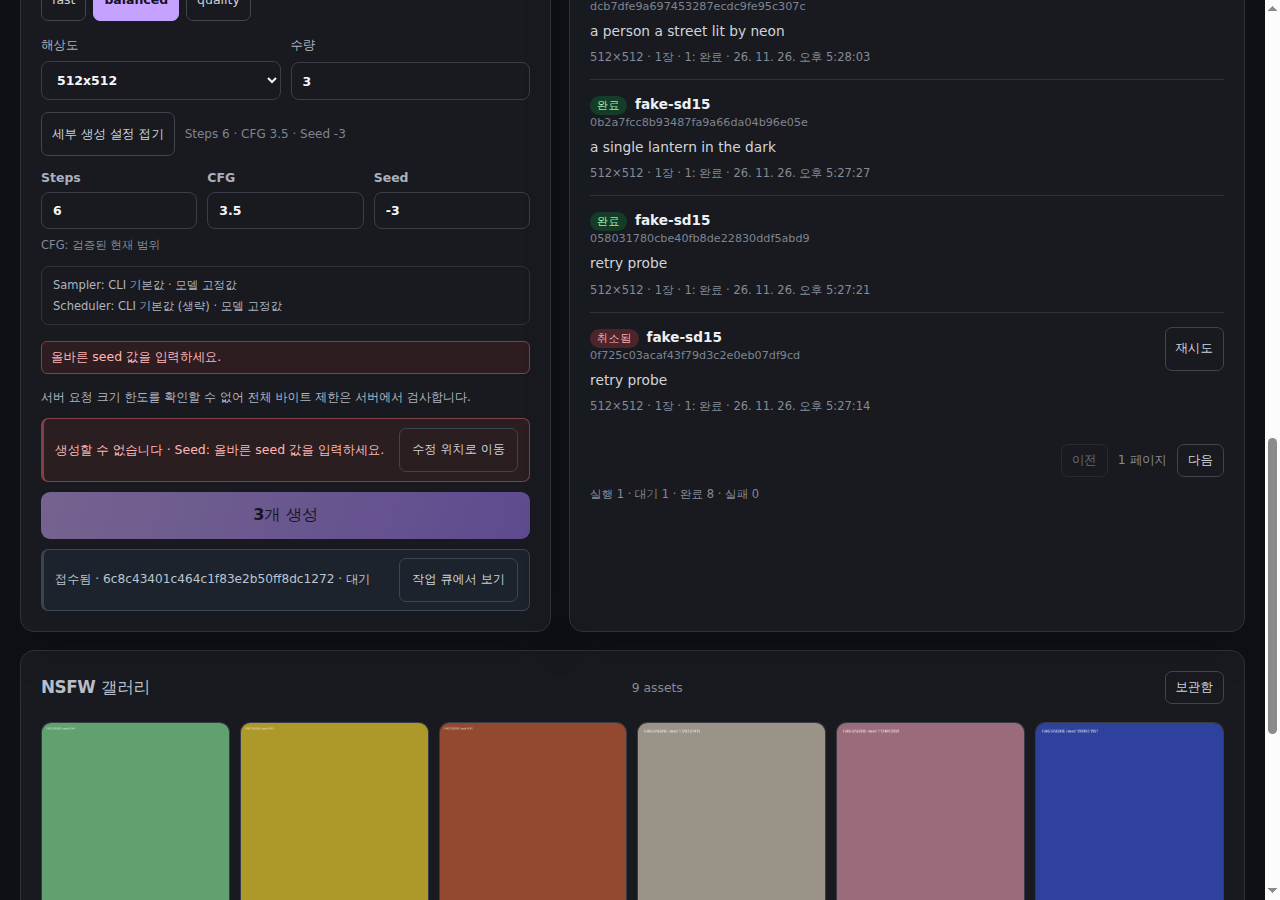 fast
balanced
quality
해상도
수량
512x512
3
세부 생성 설정 접기
Steps 6 · CFG 3.5 · Seed -3
Steps
CFG
Seed
6
3.5
-3
CFG: 검증된 현재 범위
Sampler: CLI 기본값 · 모델 고정값
Scheduler: CLI 기본값 (생략) · 모델 고정값
올바른 seed 값을 입력하세요.
서버 요청 크기 한도를 확인할 수 없어 전체 바이트 제한은 서버에서 검사합니다.
생성할 수 없습니다 · Seed: 올바른 seed 값을 입력하세요.
수정 위치로 이동
3개 생성
접수됨 · 6c8c43401c464c1f83e2b50ff8dc1272 · 대기
작업 큐에서 보기
dcb7dfe9a697453287ecdc9fe95c307c
a person a street lit by neon
512×512 · 1장 · 1: 완료 · 26. 11. 26. 오후 5:28:03
완료
fake-sd15
0b2a7fcc8b93487fa9a66da04b96e05e
a single lantern in the dark
512×512 · 1장 · 1: 완료 · 26. 11. 26. 오후 5:27:27
완료
fake-sd15
058031780cbe40fb8de22830ddf5abd9
retry probe
512×512 · 1장 · 1: 완료 · 26. 11. 26. 오후 5:27:21
취소됨
fake-sd15
0f725c03acaf43f79d3c2e0eb07df9cd
retry probe
512×512 · 1장 · 1: 완료 · 26. 11. 26. 오후 5:27:14
재시도
이전
1 페이지
다음
실행 1 · 대기 1 · 완료 8 · 실패 0
NSFW 갤러리
9 assets
보관함